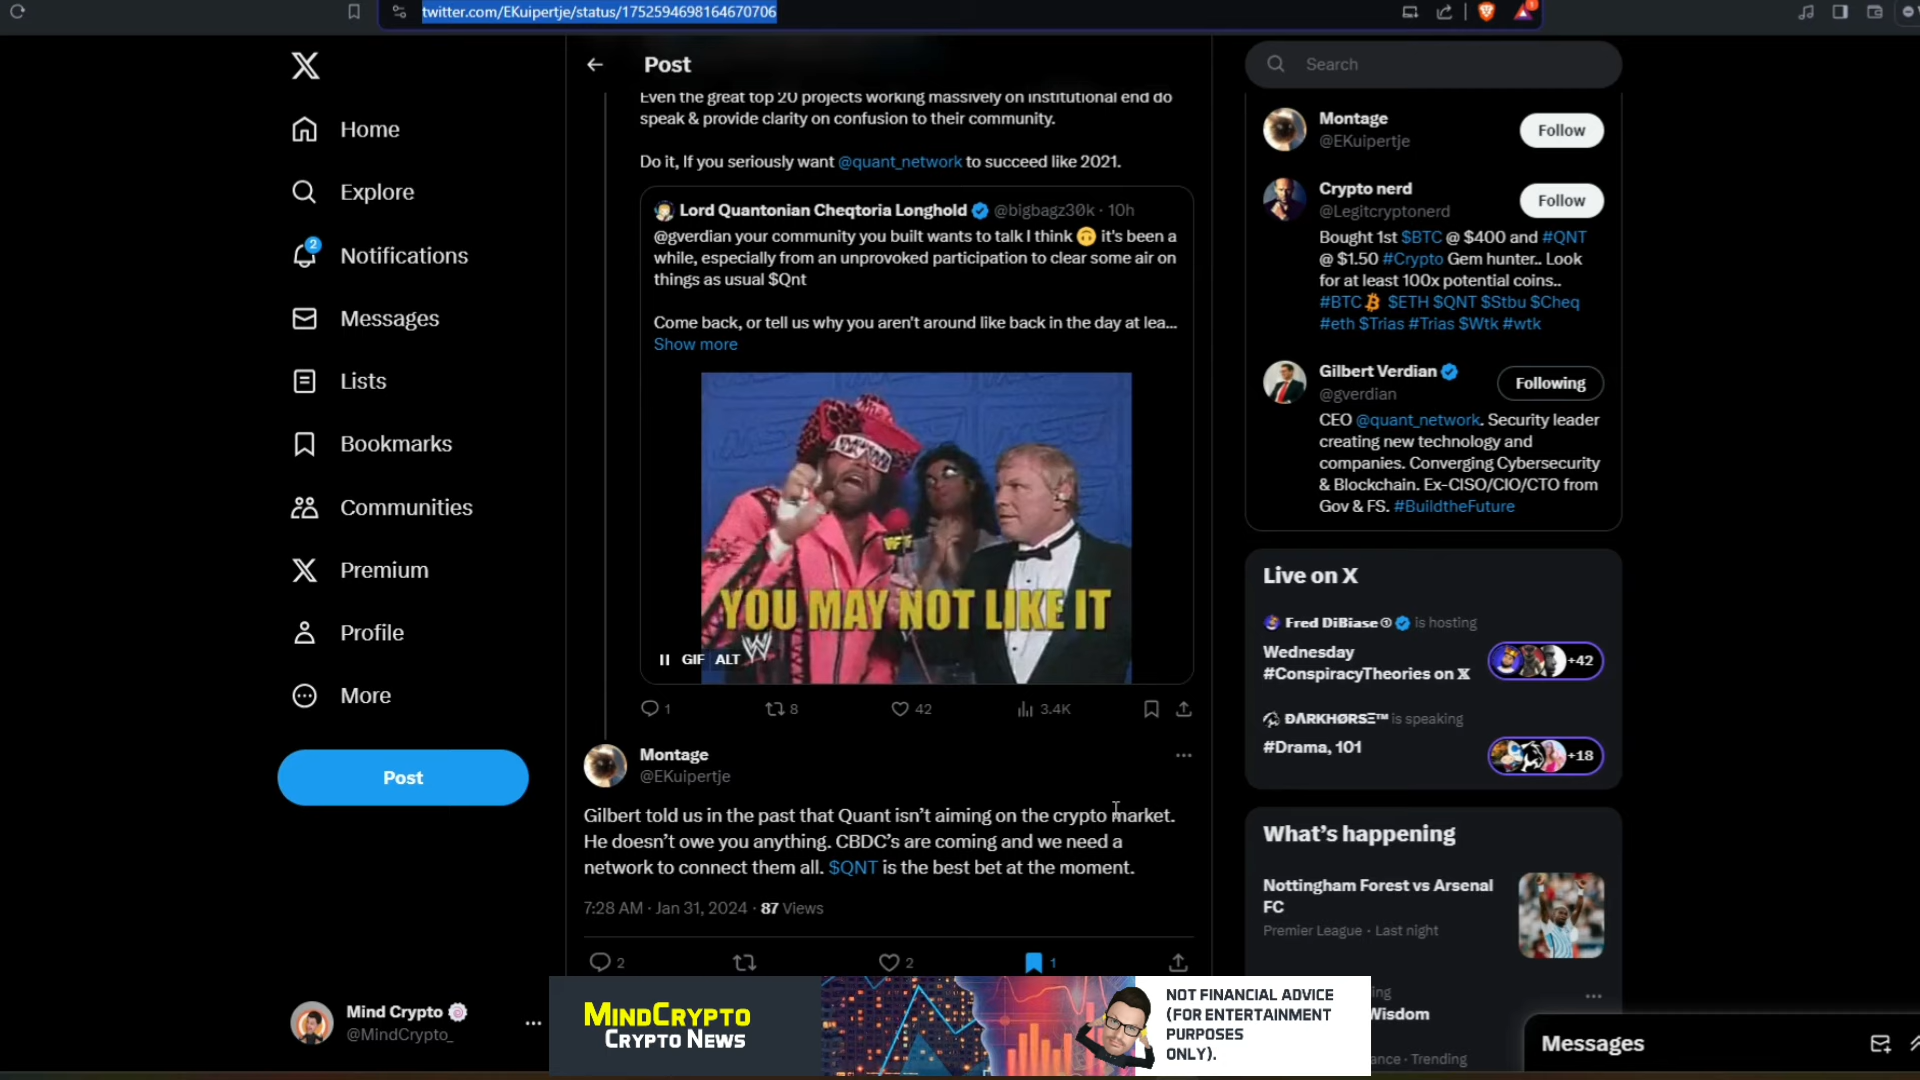 twitter.com/EKuipertje/status/1752594698164670706
Home
Explore
2
Notifications
Messages
Lists
Bookmarks
Communities
Premium
Profile
More
Post
Mind Crypto
@MindCrypto_
Post
Even the great top 20 projects working massively on institutional end do
speak & provide clarity on confusion to their community.
Do it, If you seriously want @quant_network to succeed like 2021.
Lord Quantonian Cheqtoria Longhold @bigbagz30k · 10h
@gverdian your community you built wants to talk I think 🙃 it's been a
while, especially from an unprovoked participation to clear some air on
things as usual $Qnt
Come back, or tell us why you aren't around like back in the day at lea...
Show more
WF
YOU MAY NOT LIKE IT
W
GIF ALT
1 8 42 3.4K
Montage
@EKuipertje
Gilbert told us in the past that Quant isn’t aiming on the crypto market.
He doesn’t owe you anything. CBDC’s are coming and we need a
network to connect them all. $QNT is the best bet at the moment.
7:28 AM · Jan 31, 2024 · 87 Views
2 2 1
MINDCRYPTO
CRYPTO NEWS
NOT FINANCIAL ADVICE
(FOR ENTERTAINMENT
PURPOSES
ONLY).
1
Search
Montage
@EKuipertje
Follow
Crypto nerd
@Legitcryptonerd
Follow
Bought 1st $BTC @ $400 and #QNT
@ $1.50 #Crypto Gem hunter.. Look
for at least 100x potential coins..
#BTC $ETH $QNT $Stbu $Cheq
#eth $Trias #Trias $Wtk #wtk
Gilbert Verdian
@gverdian
Following
CEO @quant_network. Security leader
creating new technology and
companies. Converging Cybersecurity
& Blockchain. Ex-CISO/CIO/CTO from
Gov & FS. #BuildtheFuture
Live on X
Fred DiBiase is hosting
Wednesday
#ConspiracyTheories on 𝕏
+42
ĐΛRKHØRSΞ™ is speaking
#Drama, 101
+18
What’s happening
Nottingham Forest vs Arsenal
FC
Premier League · Last night
ing
Wisdom
ance · Trending
Messages